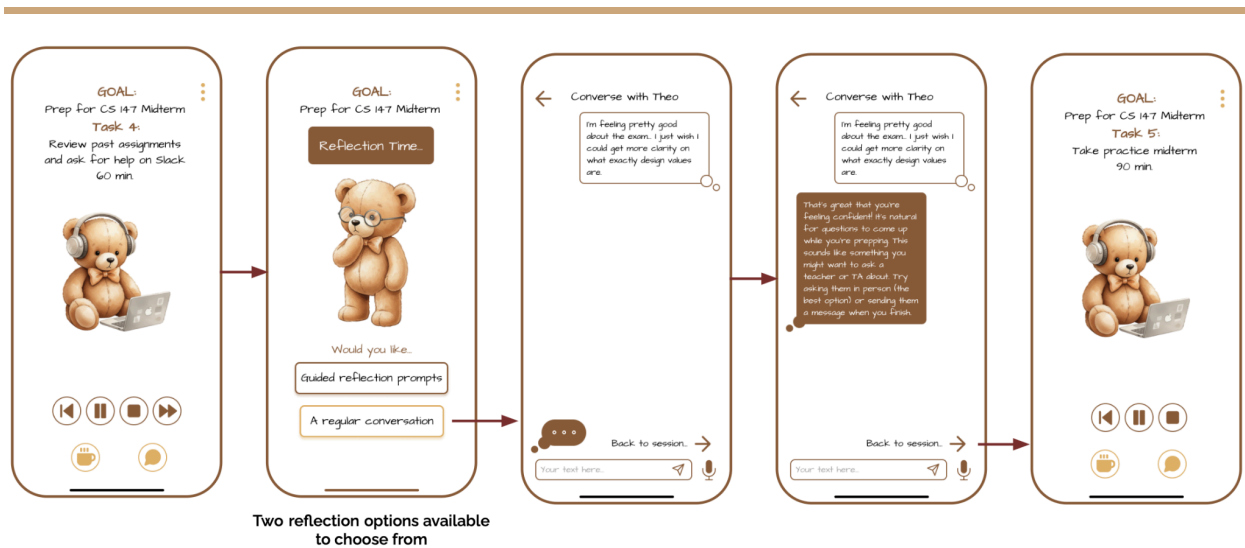 GOAL:
Prep for CS 147 Midterm
Task 4:
Review past assignments
and ask for help on Slack
60 min.
GOAL:
Prep for CS 147 Midterm
Reflection Time...
Would you like...
Guided reflection prompts
A regular conversation
Two reflection options available
to choose from
Converse with Theo
I'm feeling pretty good
about the exam... I just wish I
could get more clarity on
what exactly design values
are.
Back to session...
Your text here...
Converse with Theo
I'm feeling pretty good
about the exam... I just wish I
could get more clarity on
what exactly design values
are.
That's great that you're
feeling confident! It's natural
for questions to come up
while you're prepping. This
sounds like something you
might want to ask a
teacher or TA about. Try
asking them in person (the
best option) or sending them
a message when you finish.
Back to session...
Your text here...
GOAL:
Prep for CS 147 Midterm
Task 5:
Take practice midterm
90 min.